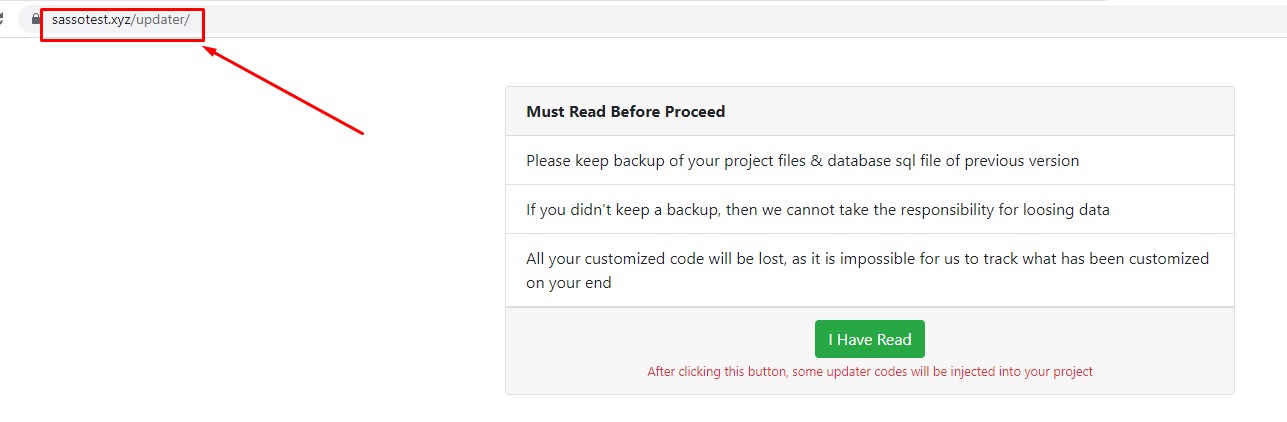 sassotest.xyz/updater/
Must Read Before Proceed
Please keep backup of your project files & database sql file of previous version
If you didn't keep a backup, then we cannot take the responsibility for loosing data
All your customized code will be lost, as it is impossible for us to track what has been customized
on your end
I Have Read
After clicking this button, some updater codes will be injected into your project